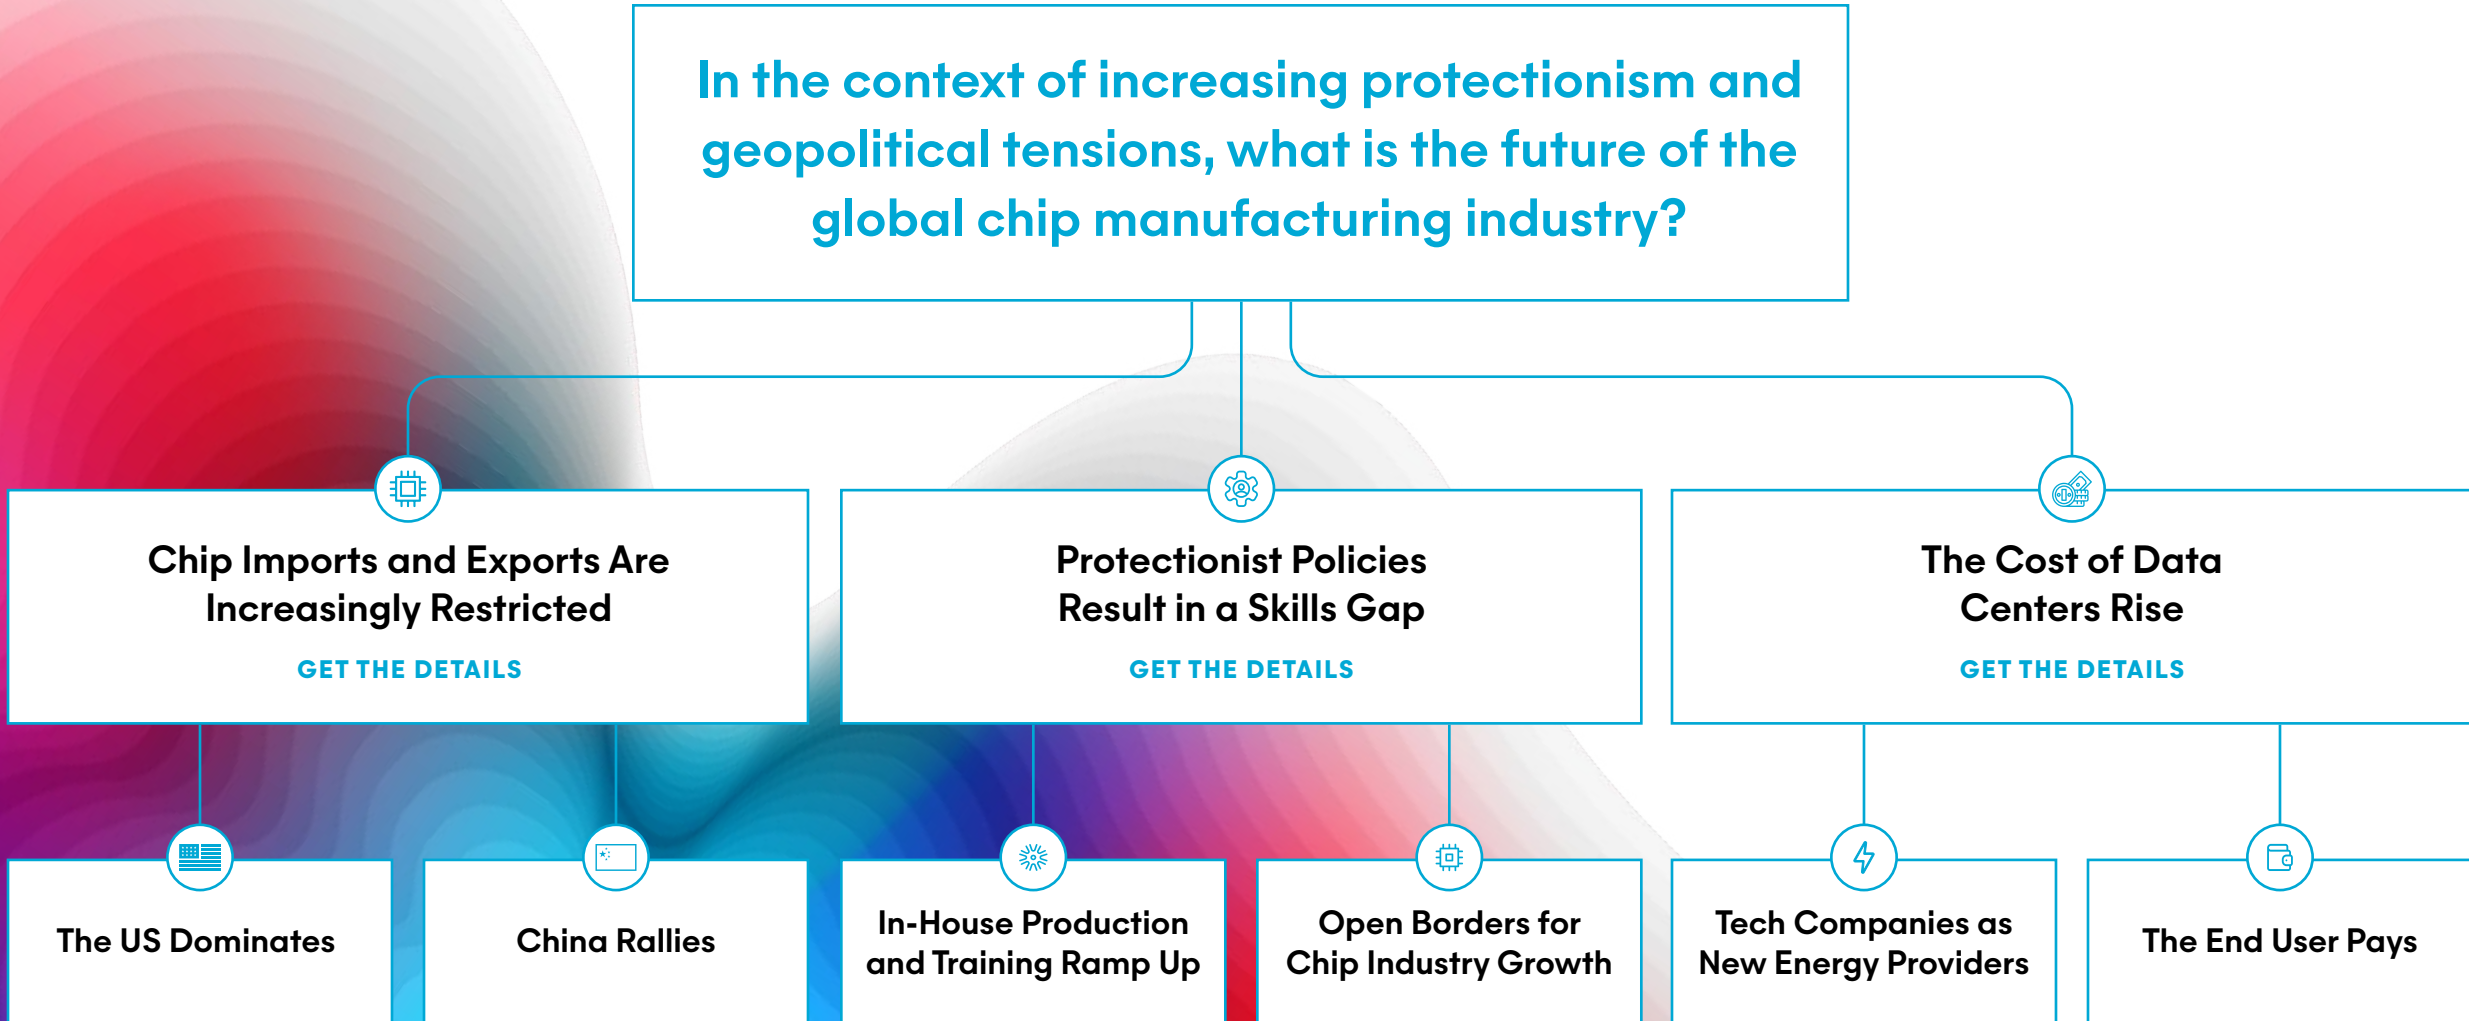 In the context of increasing protectionism and
geopolitical tensions, what is the future of the
global chip manufacturing industry?
Chip Imports and Exports Are
Increasingly Restricted
GET THE DETAILS
Protectionist Policies
Result in a Skills Gap
GET THE DETAILS
The Cost of Data
Centers Rise
GET THE DETAILS
The US Dominates
China Rallies
In-House Production
and Training Ramp Up
Open Borders for
Chip Industry Growth
Tech Companies as
New Energy Providers
The End User Pays